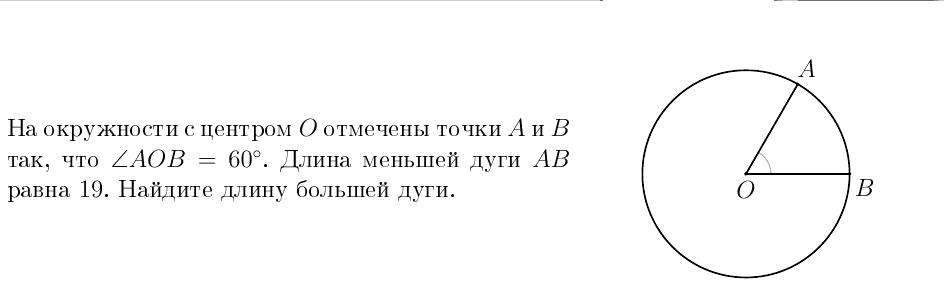 На окружности с центром O отмечены точки A и B
так, что ∠AOB = 60°. Длина меньшей дуги AB
равна 19. Найдите длину большей дуги.
A
O
B